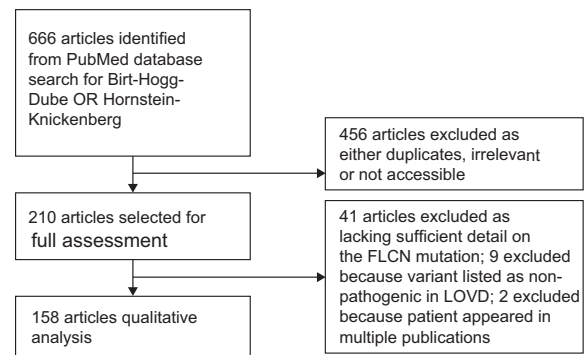 666 articles identified
from PubMed database
search for Birt-Hogg-
Dube OR Hornstein-
Knickenberg
456 articles excluded as
either duplicates, irrelevant
or not accessible
210 articles selected for
full assessment
41 articles excluded as
lacking sufficient detail on
the FLCN mutation; 9 excluded
because variant listed as non-
pathogenic in LOVD; 2 excluded
because patient appeared in
multiple publications
158 articles qualitative
analysis